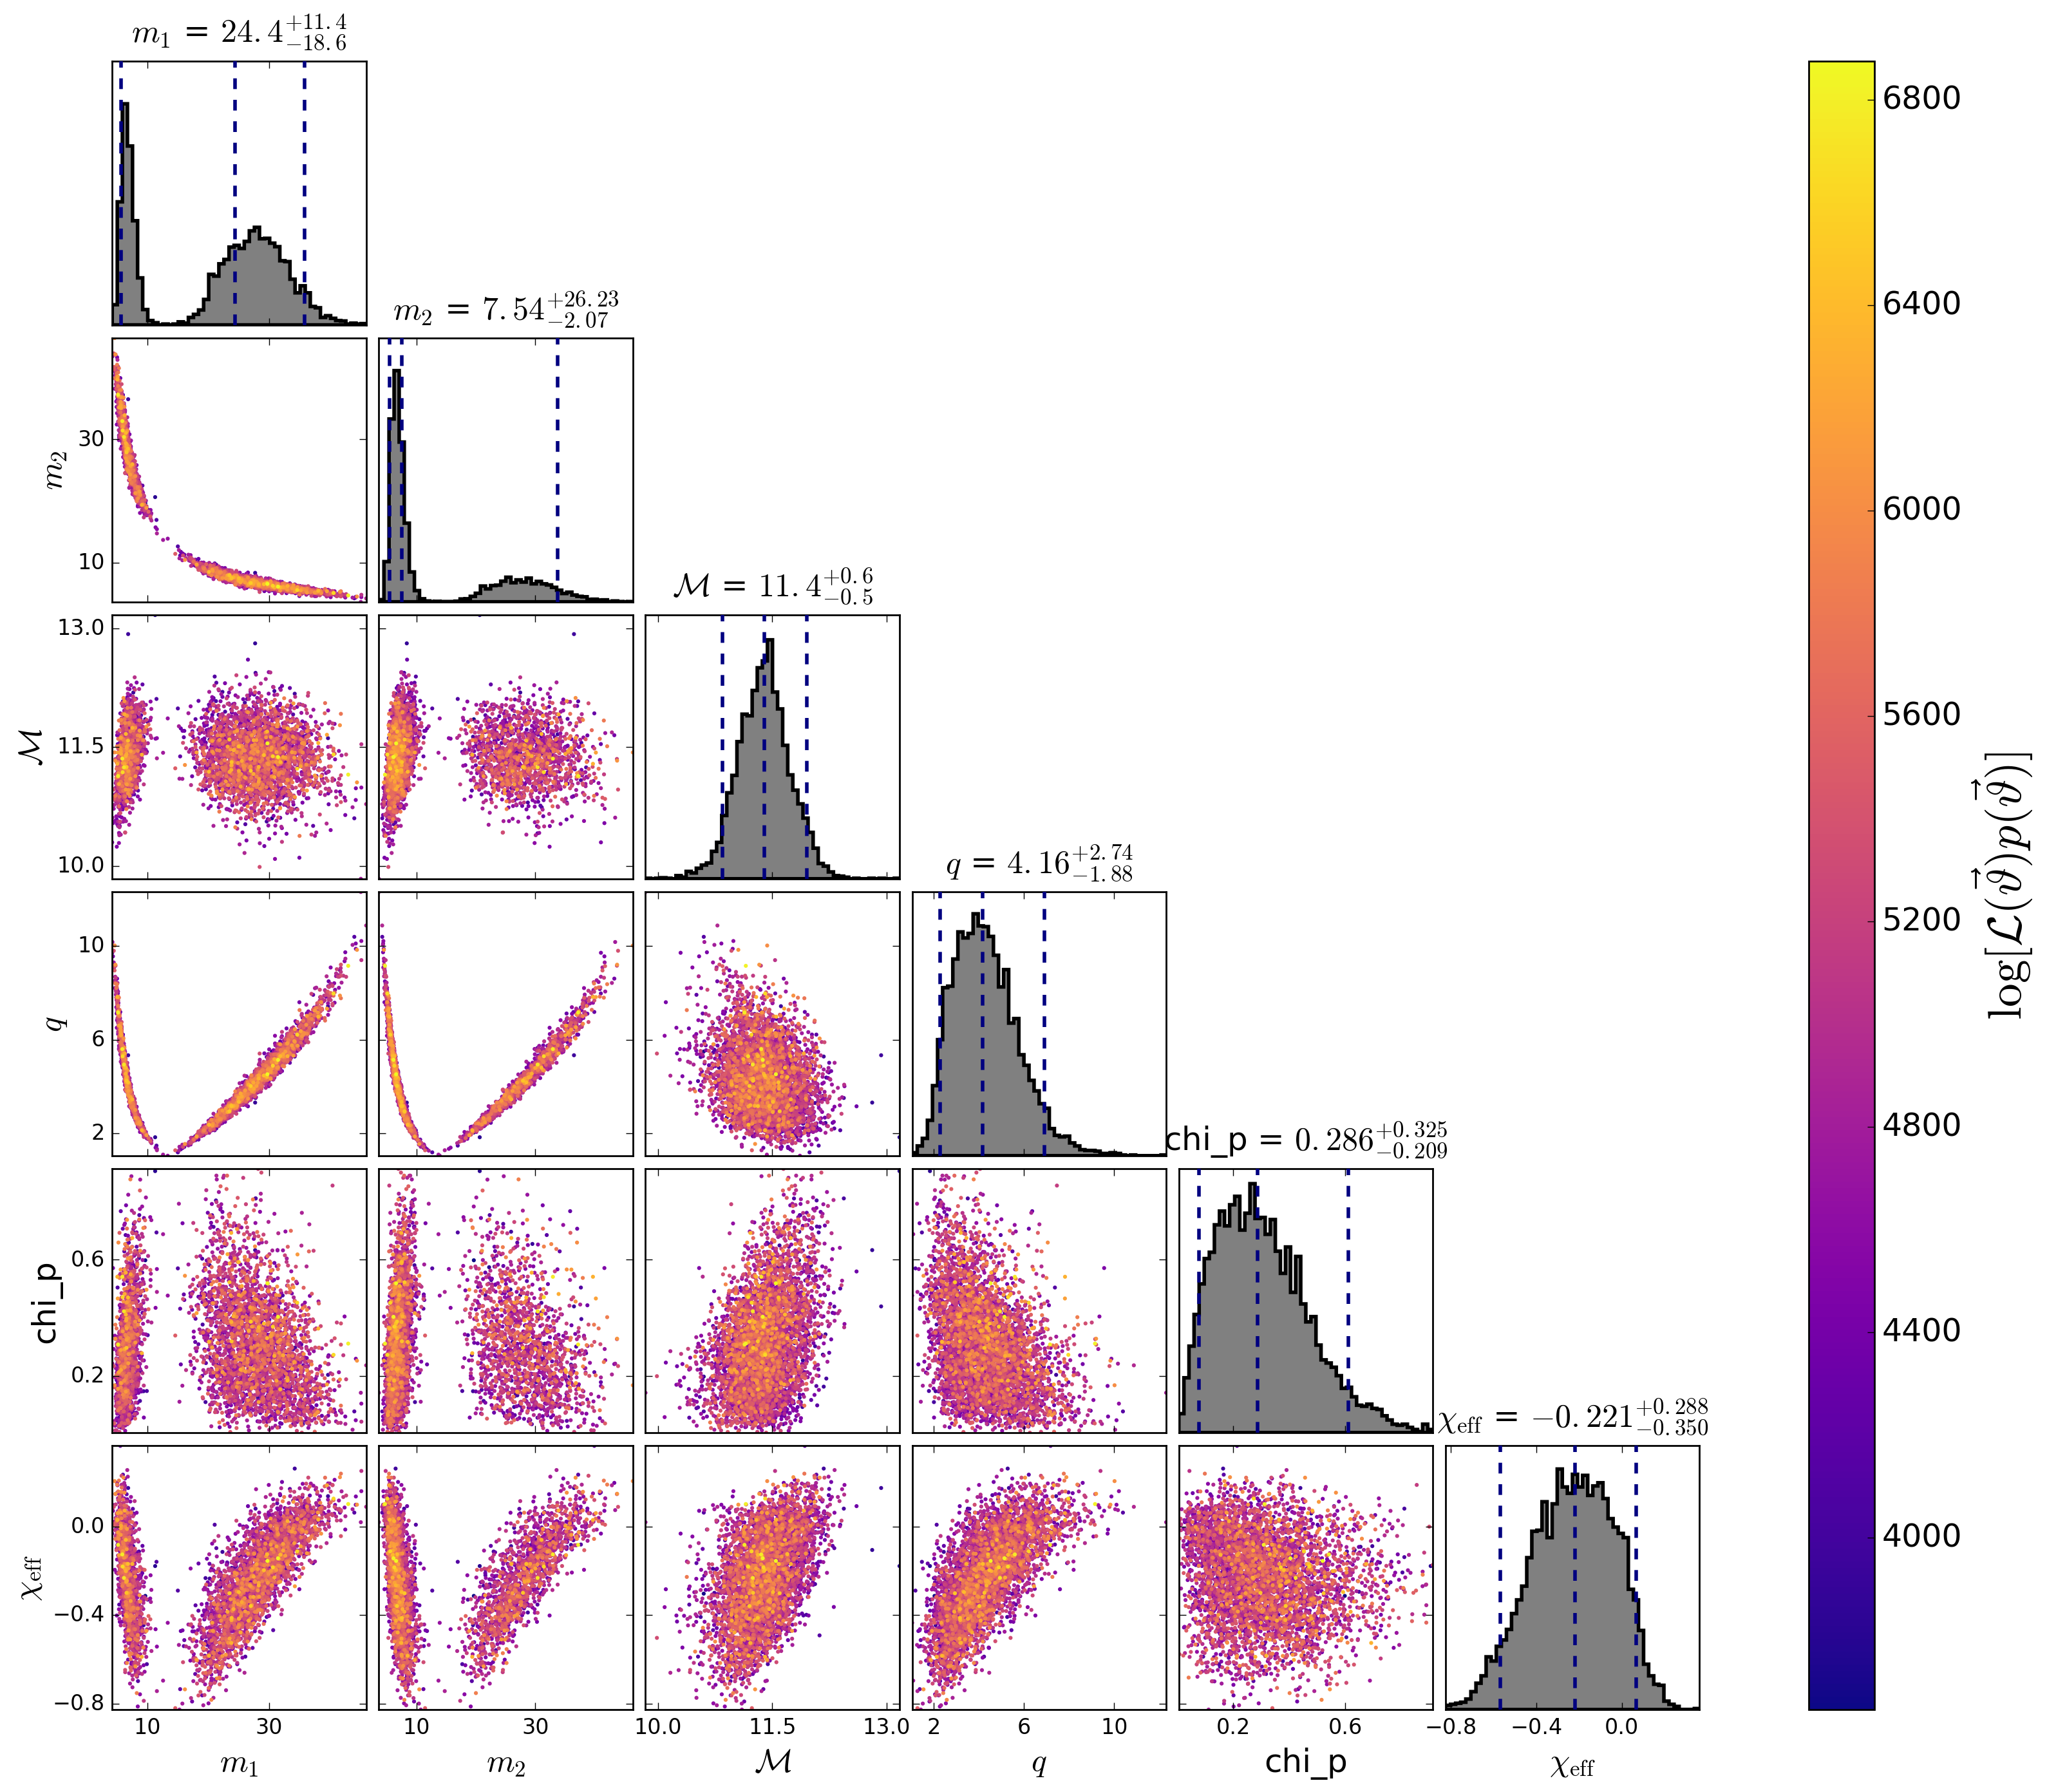 m₁ = 24.4⁺¹¹·⁴₋₁₈.₆
m₂ = 7.54⁺²⁶·²³₋₂.₀₇
ℳ = 11.4⁺⁰·⁶₋₀.₅
q = 4.16⁺²·⁷⁴₋₁.₈₈
chi_p = 0.286⁺⁰·³²⁵₋₀.₂₀₉
χ_eff = −0.221⁺⁰·²⁸⁸₋₀.₃₅₀
m₂
30
10
ℳ
13.0
11.5
10.0
q
10
6
2
chi_p
0.6
0.2
χ_eff
0.0
−0.4
−0.8
10 30
10 30
10.0 11.5 13.0
2 6 10
0.2 0.6
−0.8 −0.4 0.0
m₁
m₂
ℳ
q
chi_p
χ_eff
6800
6400
6000
5600
5200
4800
4400
4000
log[ℒ(ϑ⃗)p(ϑ⃗)]